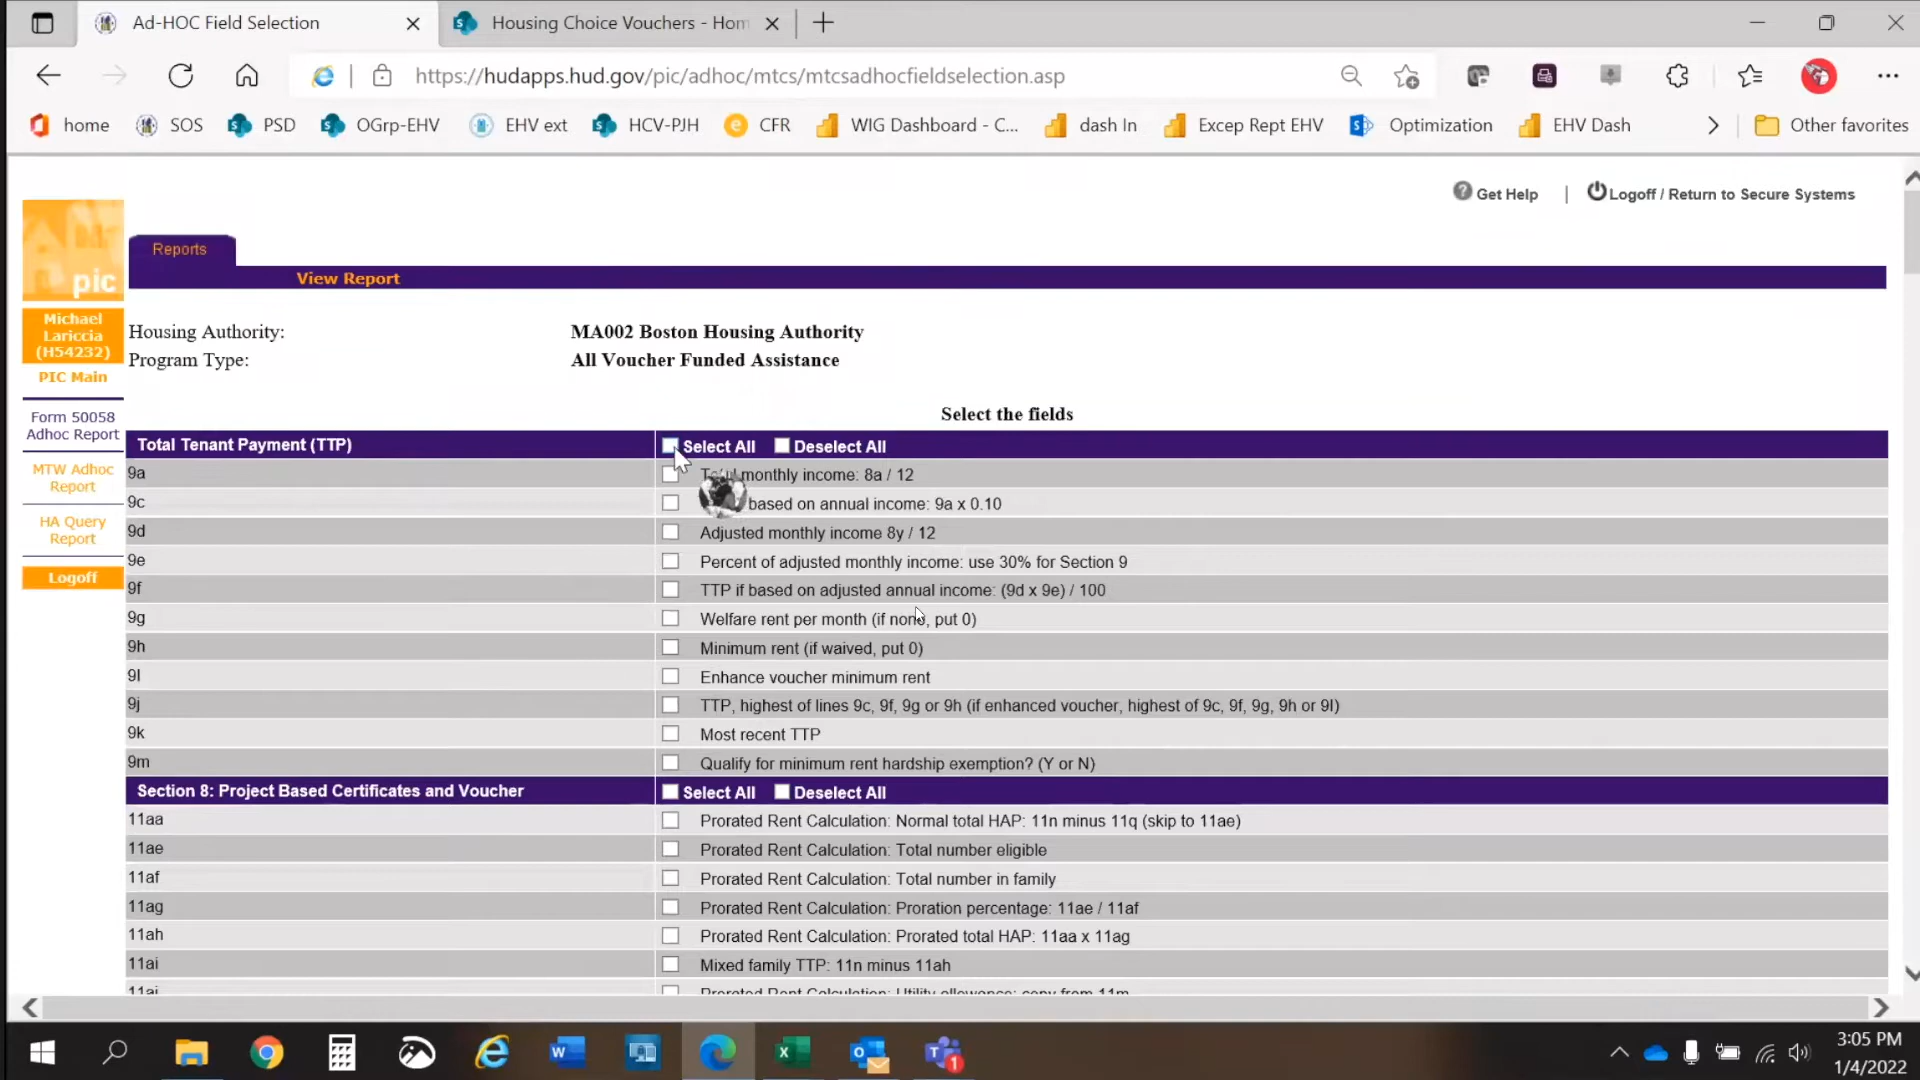 Ad-HOC Field Selection
Housing Choice Vouchers - Hom
https://hudapps.hud.gov/pic/adhoc/mtcs/mtcsadhocfieldselection.asp
home SOS PSD OGrp-EHV EHV ext HCV-PJH CFR WIG Dashboard - C... dash In Excep Rept EHV Optimization EHV Dash Other favorites
Get Help | Logoff / Return to Secure Systems
pic
Michael
Lariccia
(H54232)
PIC Main
Form 50058
Adhoc Report
MTW Adhoc
Report
HA Query
Report
Logoff
Reports
View Report
Housing Authority: MA002 Boston Housing Authority
Program Type: All Voucher Funded Assistance
Select the fields
Total Tenant Payment (TTP) Select All Deselect All
9a Total monthly income: 8a / 12
9c based on annual income: 9a x 0.10
9d Adjusted monthly income 8y / 12
9e Percent of adjusted monthly income: use 30% for Section 9
9f TTP if based on adjusted annual income: (9d x 9e) / 100
9g Welfare rent per month (if none, put 0)
9h Minimum rent (if waived, put 0)
9I Enhance voucher minimum rent
9j TTP, highest of lines 9c, 9f, 9g or 9h (if enhanced voucher, highest of 9c, 9f, 9g, 9h or 9I)
9k Most recent TTP
9m Qualify for minimum rent hardship exemption? (Y or N)
Section 8: Project Based Certificates and Voucher Select All Deselect All
11aa Prorated Rent Calculation: Normal total HAP: 11n minus 11q (skip to 11ae)
11ae Prorated Rent Calculation: Total number eligible
11af Prorated Rent Calculation: Total number in family
11ag Prorated Rent Calculation: Proration percentage: 11ae / 11af
11ah Prorated Rent Calculation: Prorated total HAP: 11aa x 11ag
11ai Mixed family TTP: 11n minus 11ah
11aj Prorated Rent Calculation: Utility allowance: copy from 11m
3:05 PM
1/4/2022